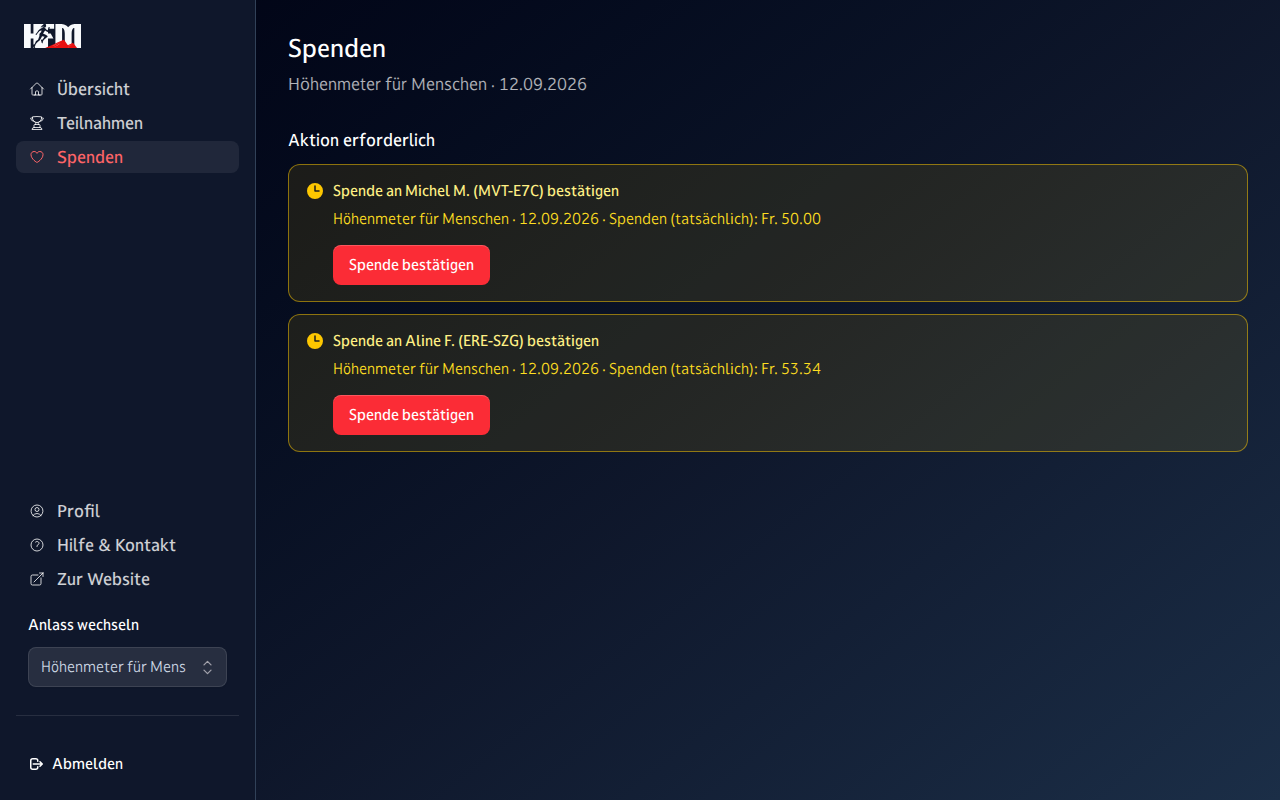 HFM
Übersicht
Teilnahmen
Spenden
Profil
Hilfe & Kontakt
Zur Website
Anlass wechseln
Höhenmeter für Mens
Abmelden
Spenden
Höhenmeter für Menschen · 12.09.2026
Aktion erforderlich
Spende an Michel M. (MVT-E7C) bestätigen
Höhenmeter für Menschen · 12.09.2026 · Spenden (tatsächlich): Fr. 50.00
Spende bestätigen
Spende an Aline F. (ERE-SZG) bestätigen
Höhenmeter für Menschen · 12.09.2026 · Spenden (tatsächlich): Fr. 53.34
Spende bestätigen